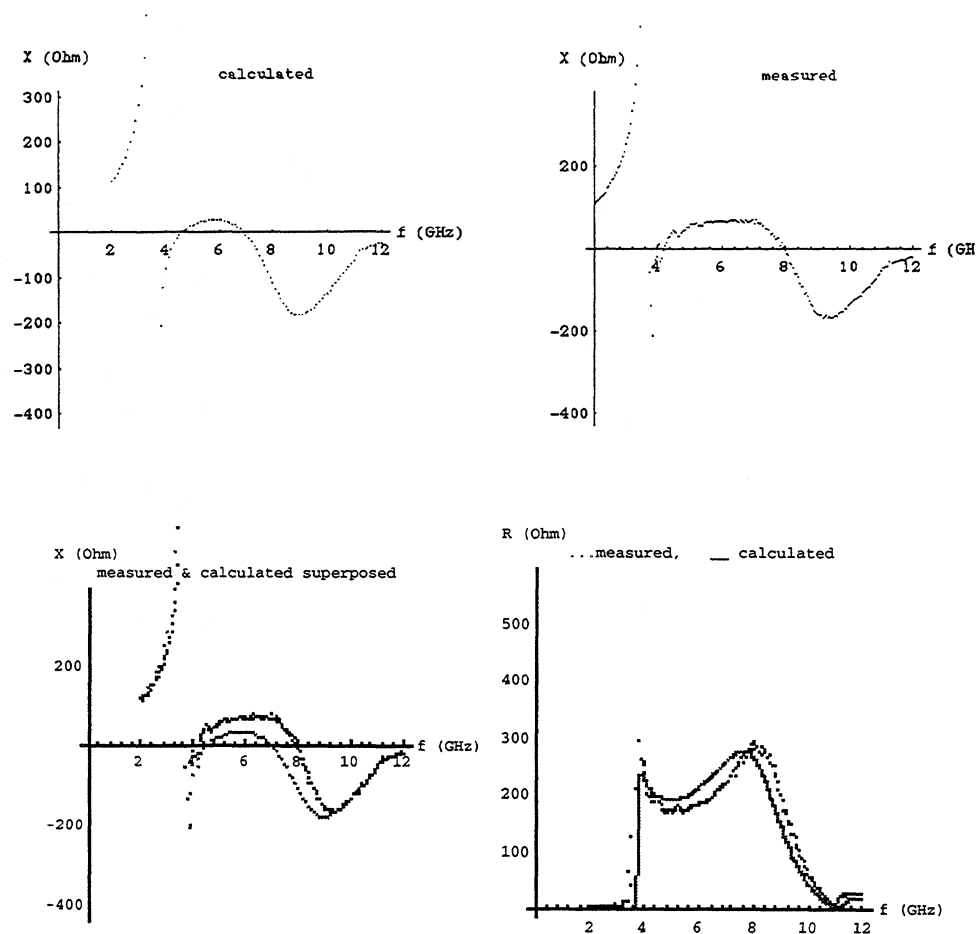 X (Ohm)
calculated
300
200
100
-100
-200
-300
-400
2 4 6 8 10 12
f (GHz)
X (Ohm)
measured
200
-200
-400
4 6 8 10 12
f (GH
X (Ohm)
measured & calculated superposed
200
-200
-400
2 4 6 8 10 12
f (GHz)
R (Ohm)
...measured, __ calculated
500
400
300
200
100
2 4 6 8 10 12
f (GHz)